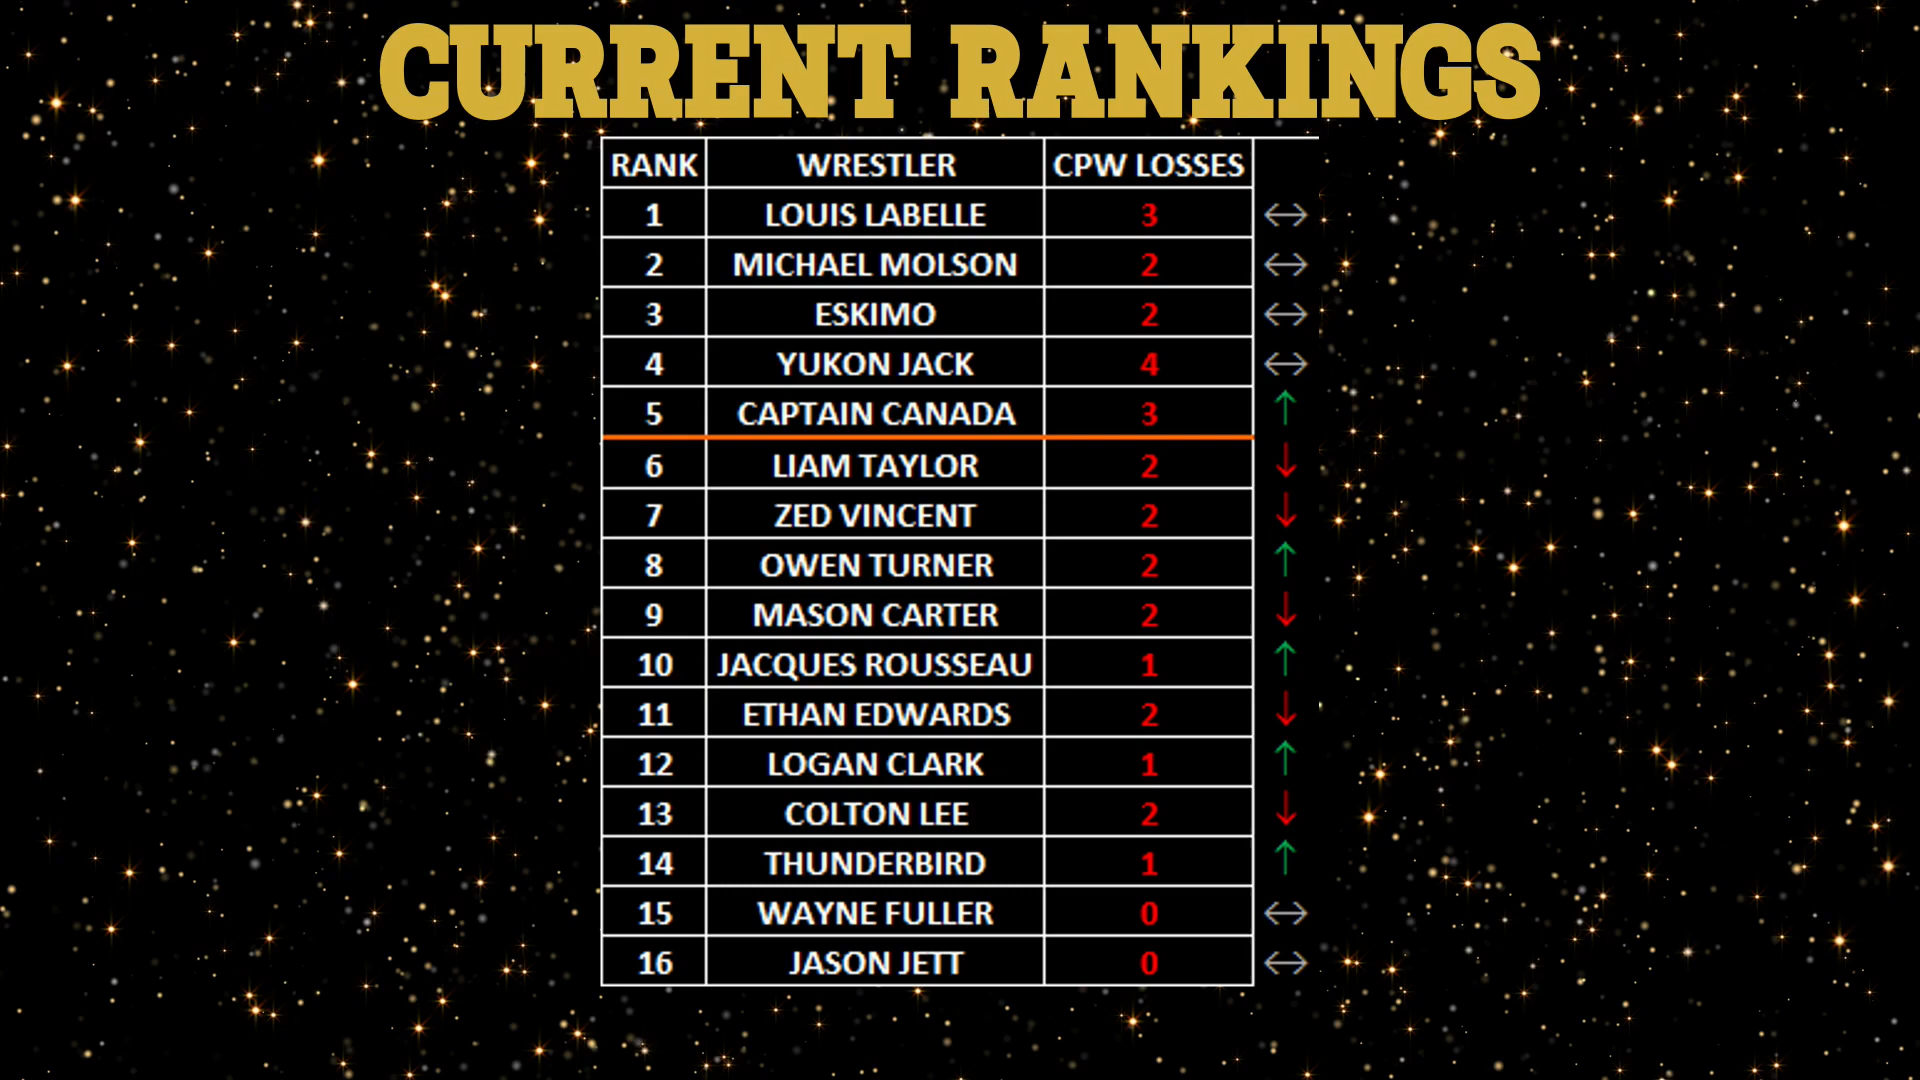 CURRENT RANKINGS
RANK WRESTLER CPW LOSSES
1 LOUIS LABELLE 3 ↔
2 MICHAEL MOLSON 2 ↔
3 ESKIMO 2 ↔
4 YUKON JACK 4 ↔
5 CAPTAIN CANADA 3 ↑
6 LIAM TAYLOR 2 ↓
7 ZED VINCENT 2 ↓
8 OWEN TURNER 2 ↑
9 MASON CARTER 2 ↓
10 JACQUES ROUSSEAU 1 ↑
11 ETHAN EDWARDS 2 ↓
12 LOGAN CLARK 1 ↑
13 COLTON LEE 2 ↓
14 THUNDERBIRD 1 ↑
15 WAYNE FULLER 0 ↔
16 JASON JETT 0 ↔